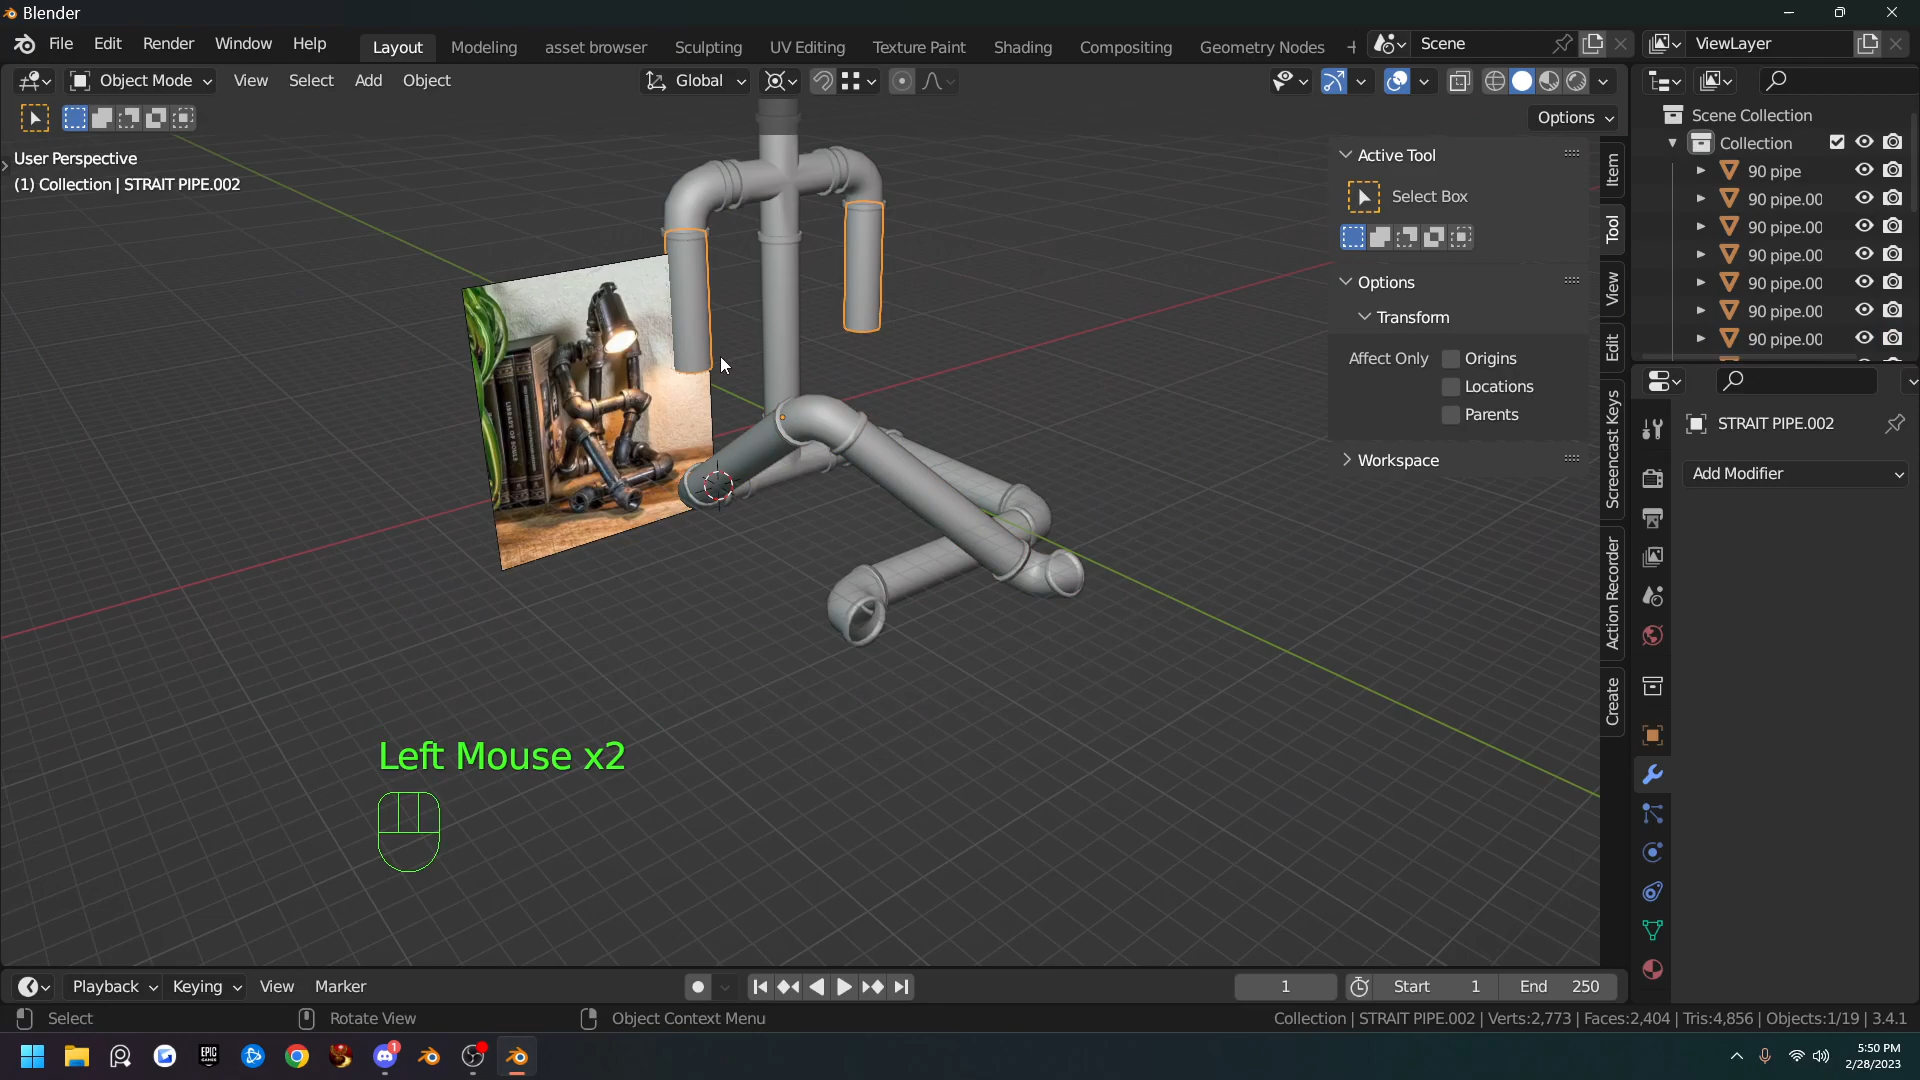 Blender
File Edit Render Window Help Layout Modeling asset browser Sculpting UV Editing Texture Paint Shading Compositing Geometry Nodes Scene ViewLayer
Object Mode View Select Add Object Global
Options
User Perspective
(1) Collection | STRAIT PIPE.002
Active Tool
Select Box
Options
Transform
Affect Only Origins
Locations
Parents
Workspace
Item
Tool
View
Edit
Screencast Keys
Action Recorder
Create
Scene Collection
Collection
90 pipe
90 pipe.00
90 pipe.00
90 pipe.00
90 pipe.00
90 pipe.00
90 pipe.00
STRAIT PIPE.002
Add Modifier
LIBRARY OF SOULS
Left Mouse x2
Playback Keying View Marker 1 Start 1 End 250
Select Rotate View Object Context Menu Collection | STRAIT PIPE.002 | Verts:2,773 | Faces:2,404 | Tris:4,856 | Objects:1/19 | 3.4.1
EPIC GAMES
1
5:50 PM
2/28/2023